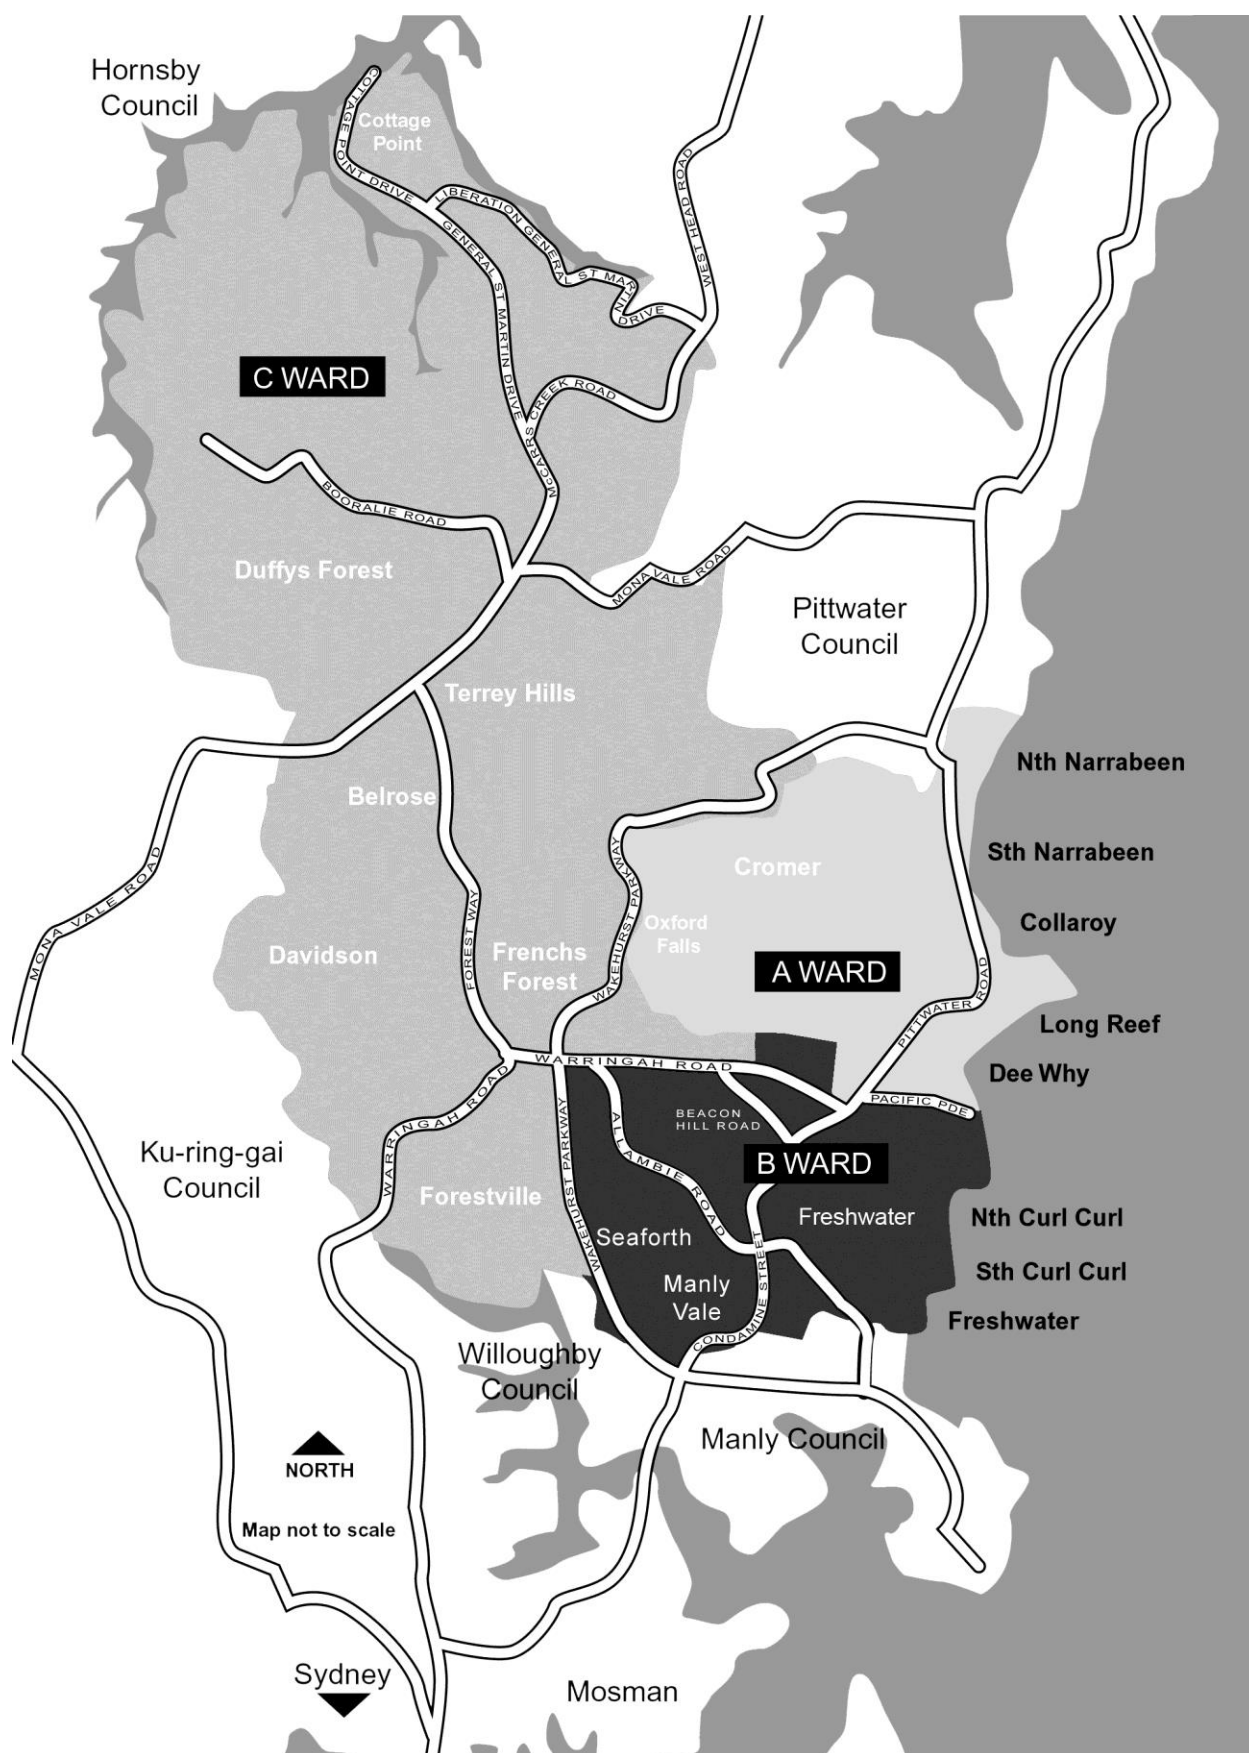 Hornsby
Council
COTTAGE POINT DRIVE
Cottage
Point
LIBERATION GENERAL ST MARTIN DRIVE
GENERAL ST MARTIN DRIVE
WEST HEAD ROAD
C WARD
McCARRS CREEK ROAD
BOORALIE ROAD
Duffys Forest
MONA VALE ROAD
Pittwater
Council
Terrey Hills
Nth Narrabeen
Belrose
Sth Narrabeen
Cromer
MONA VALE ROAD
WAKEHURST PARKWAY
Oxford
Falls
Collaroy
FOREST WAY
Davidson
Frenchs
Forest
A WARD
PITTWATER ROAD
Long Reef
WARRINGAH ROAD
Dee Why
WARRINGAH ROAD
PACIFIC PDE
BEACON
HILL ROAD
ALLAMBIE ROAD
WAKEHURST PARKWAY
Ku-ring-gai
Council
B WARD
Forestville
Freshwater
Nth Curl Curl
Seaforth
Sth Curl Curl
Manly
Vale
CONDAMINE STREET
Freshwater
Willoughby
Council
Manly Council
NORTH
Map not to scale
Sydney
Mosman